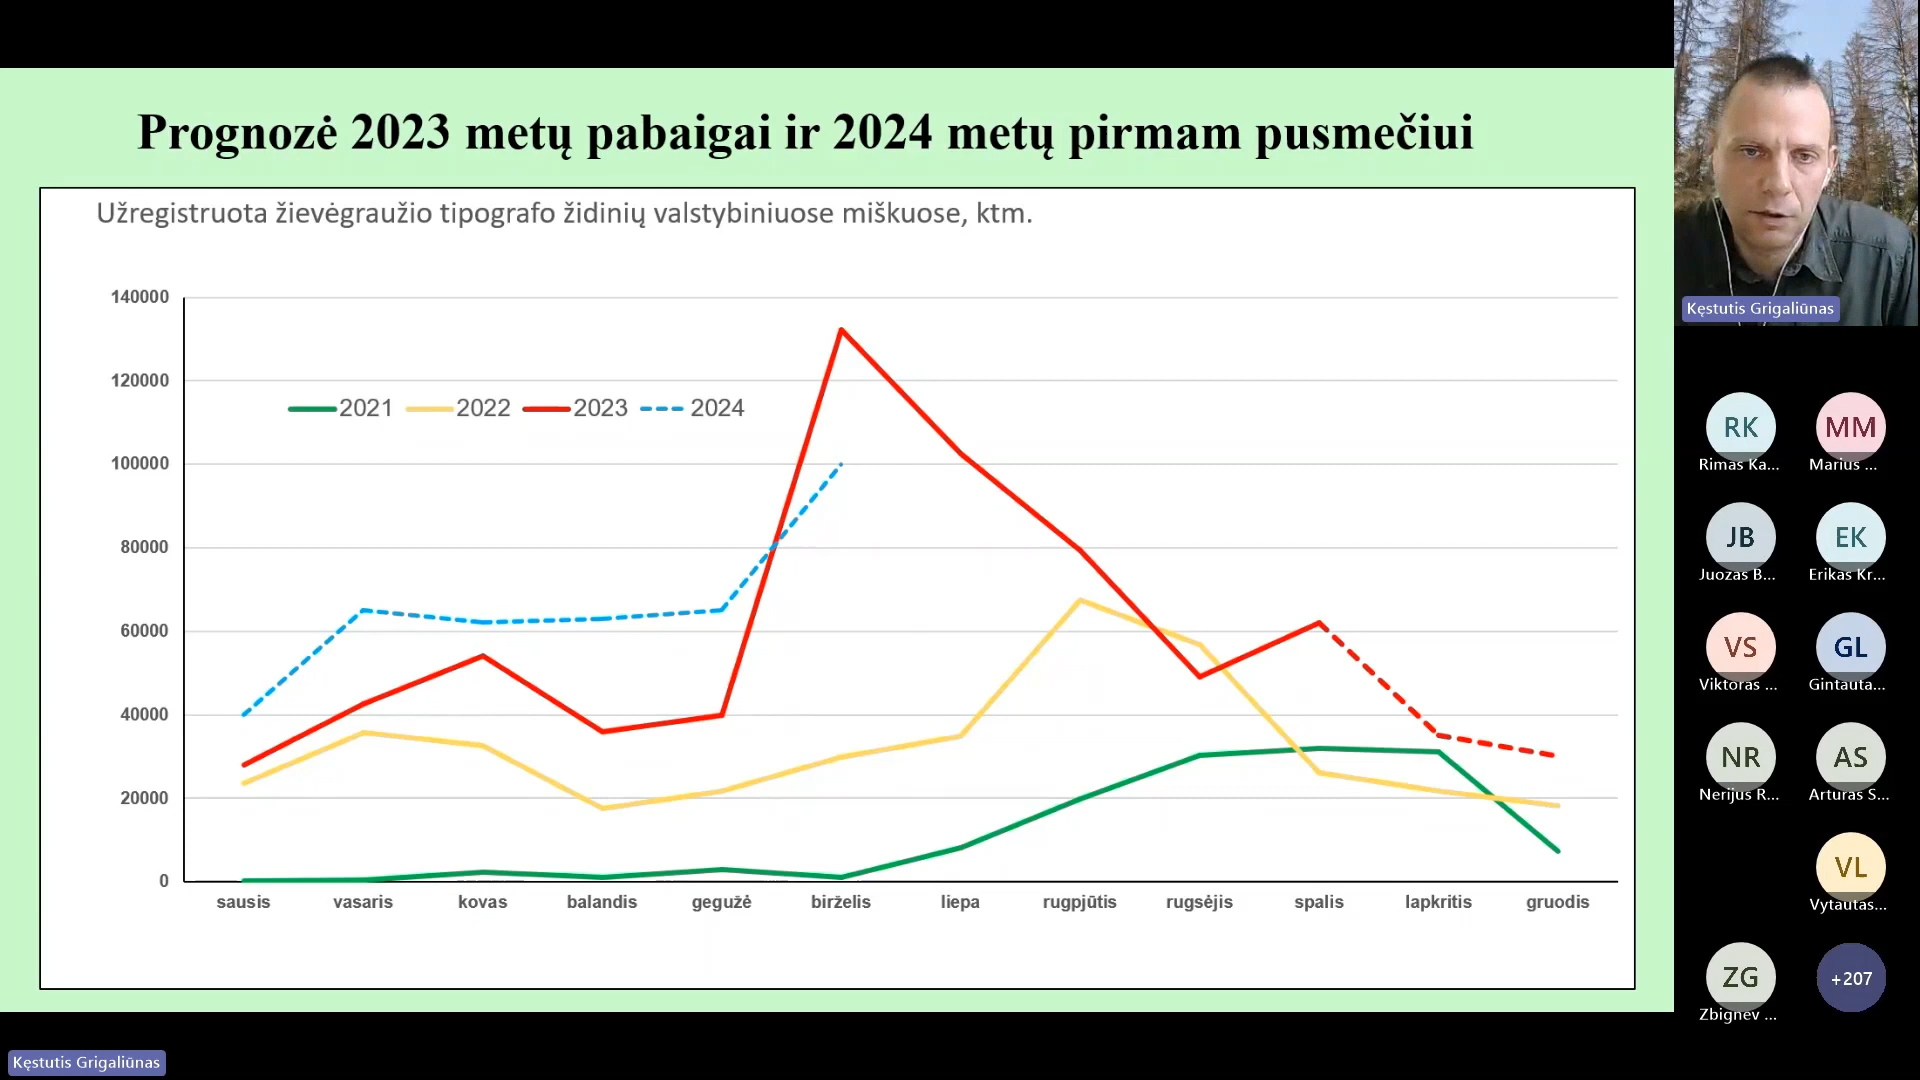 Prognozė 2023 metų pabaigai ir 2024 metų pirmam pusmečiui
Užregistruota žievėgraužio tipografo židinių valstybiniuose miškuose, ktm.
140000
120000
100000
80000
60000
40000
20000
0
2021 2022 2023 2024
sausis vasaris kovas balandis gegužė birželis liepa rugpjūtis rugsėjis spalis lapkritis gruodis
Kęstutis Grigaliūnas
RK MM
Rimas Ka... Marius ...
JB EK
Juozas B... Erikas Kr...
VS GL
Viktoras ... Gintauta...
NR AS
Nerijus R... Arturas S...
VL
Vytautas...
ZG +207
Zbignev ...
Kęstutis Grigaliūnas